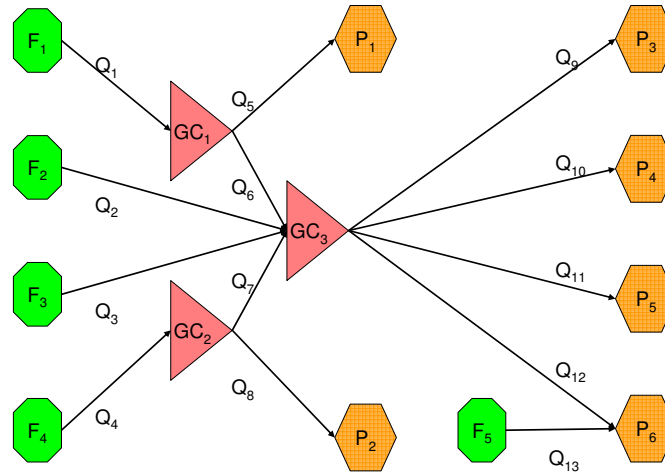 F₁
P₁
P₃
Q₁
Q₉
Q₅
GC₁
F₂
Q₁₀
P₄
Q₆
Q₂
GC₃
Q₇
Q₁₁
F₃
P₅
Q₃
GC₂
Q₁₂
Q₈
Q₄
F₄
P₂
F₅
P₆
Q₁₃